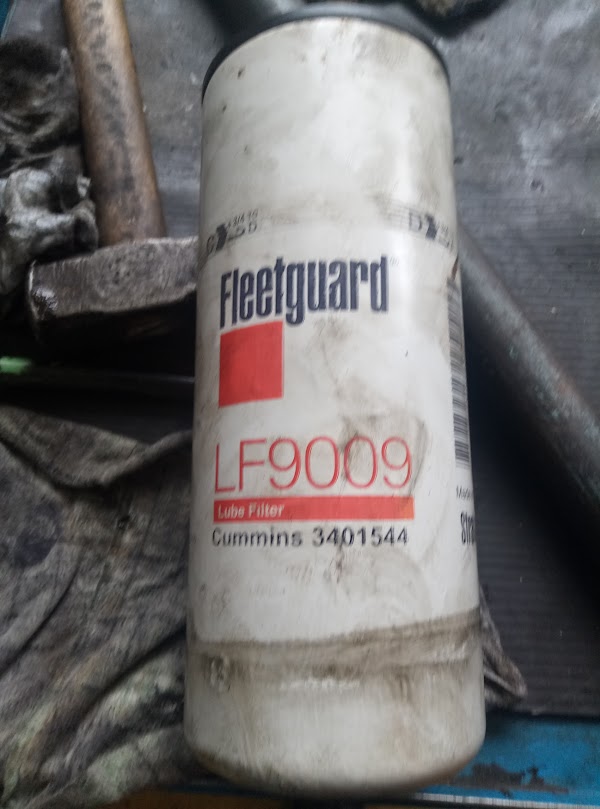 Fleetguard
LF9009
Lube Filter
Cummins 3401544